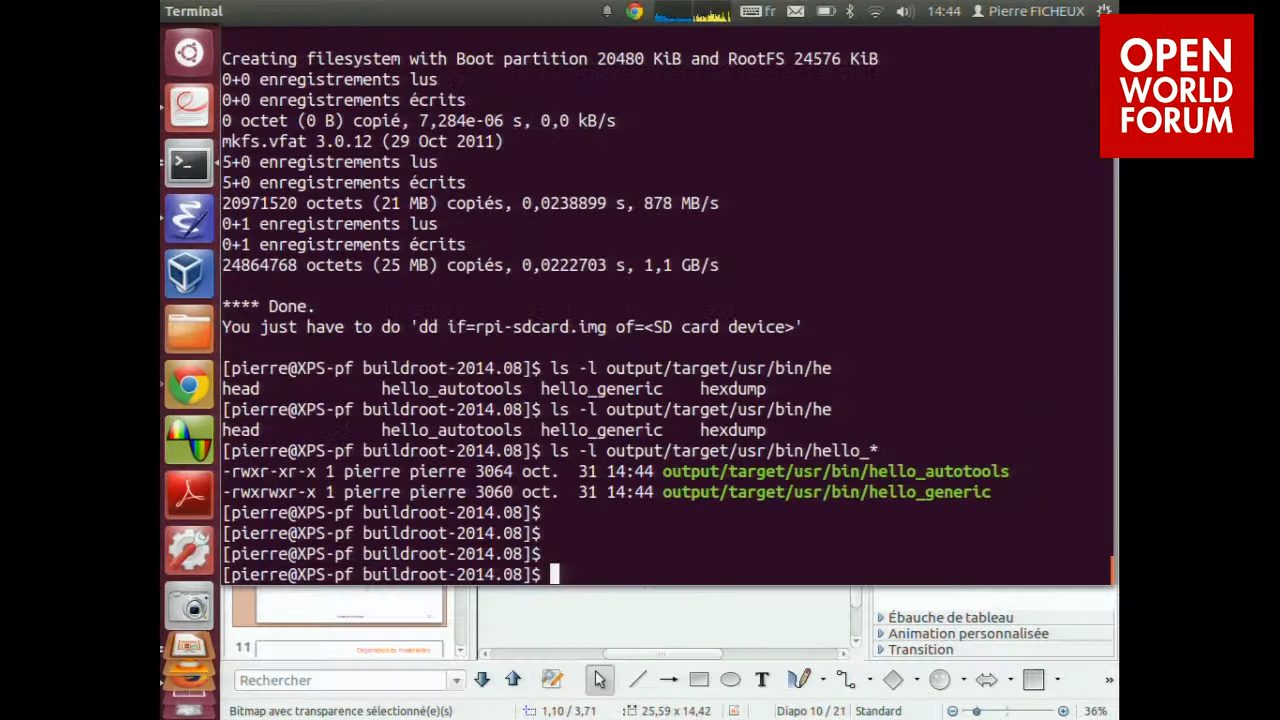 Terminal
fr
14:44
Pierre FICHEUX
OPEN
WORLD
FORUM
Creating filesystem with Boot partition 20480 KiB and RootFS 24576 KiB
0+0 enregistrements lus
0+0 enregistrements écrits
0 octet (0 B) copié, 7,284e-06 s, 0,0 kB/s
mkfs.vfat 3.0.12 (29 Oct 2011)
5+0 enregistrements lus
5+0 enregistrements écrits
20971520 octets (21 MB) copiés, 0,0238899 s, 878 MB/s
0+1 enregistrements lus
0+1 enregistrements écrits
24864768 octets (25 MB) copiés, 0,0222703 s, 1,1 GB/s
**** Done.
You just have to do 'dd if=rpi-sdcard.img of=<SD card device>'
[pierre@XPS-pf buildroot-2014.08]$ ls -l output/target/usr/bin/he
head hello_autotools hello_generic hexdump
[pierre@XPS-pf buildroot-2014.08]$ ls -l output/target/usr/bin/he
head hello_autotools hello_generic hexdump
[pierre@XPS-pf buildroot-2014.08]$ ls -l output/target/usr/bin/hello_*
-rwxr-xr-x 1 pierre pierre 3064 oct. 31 14:44 output/target/usr/bin/hello_autotools
-rwxrwxr-x 1 pierre pierre 3060 oct. 31 14:44 output/target/usr/bin/hello_generic
[pierre@XPS-pf buildroot-2014.08]$
[pierre@XPS-pf buildroot-2014.08]$
[pierre@XPS-pf buildroot-2014.08]$
[pierre@XPS-pf buildroot-2014.08]$
11
Dépendances matérielles
Ébauche de tableau
Animation personnalisée
Transition
Rechercher
T
»
Bitmap avec transparence sélectionné(e)(s)
1,10 / 3,71
25,59 x 14,42
Diapo 10 / 21
Standard
36%